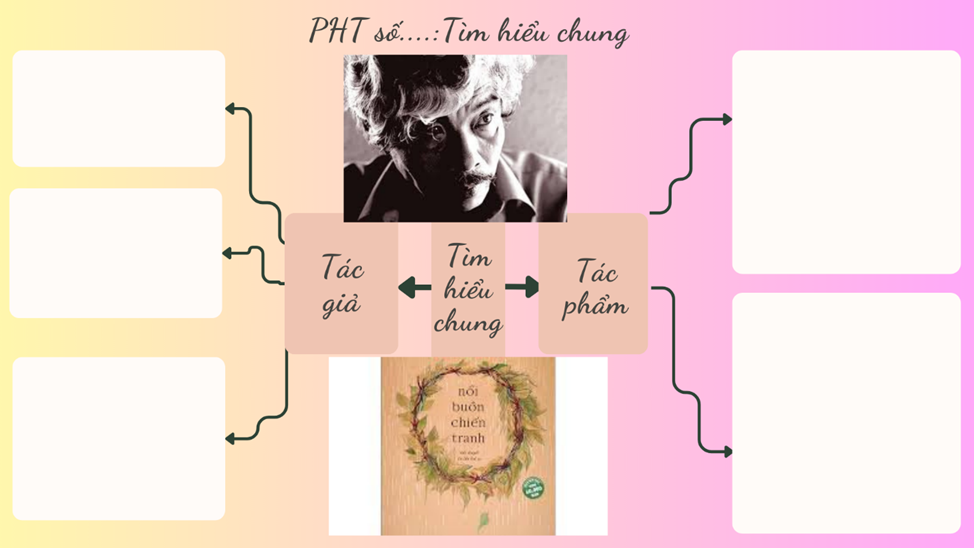 PHT số....:Tìm hiểu chung
Tác
giả
Tìm
hiểu
chung
Tác
phẩm
nỗi
buồn
chiến
tranh